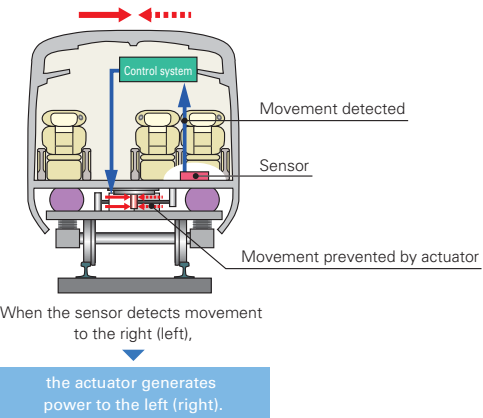 Control system
Movement detected
Sensor
Movement prevented by actuator
When the sensor detects movement
to the right (left),
the actuator generates
power to the left (right).